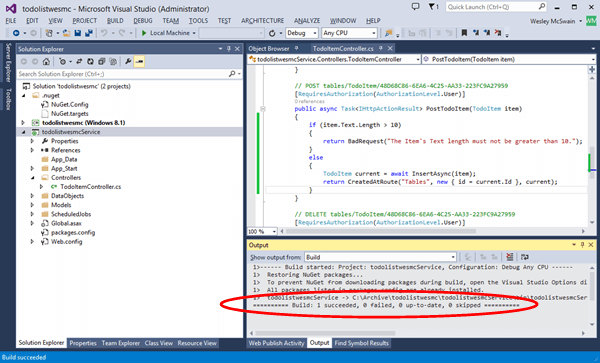 todolistwesmc - Microsoft Visual Studio (Administrator)
Quick Launch (Ctrl+Q)
FILE EDIT VIEW PROJECT BUILD DEBUG TEAM TOOLS TEST ARCHITECTURE ANALYZE WINDOW HELP
Wesley McSwain
WM
Local Machine
Debug
Any CPU
Server Explorer
Toolbox
Solution Explorer
Search Solution Explorer (Ctrl+;)
Solution 'todolistwesmc' (2 projects)
.nuget
NuGet.Config
NuGet.targets
todolistwesmc (Windows 8.1)
todolistwesmcService
Properties
References
App_Data
App_Start
Controllers
C# TodoItemController.cs
DataObjects
Models
ScheduledJobs
Global.asax
packages.config
Web.config
Solution Explorer
Properties
Team Explorer
Class View
Resource View
Object Browser
TodoItemController.cs
todolistwesmcService.Controllers.TodoItemController
PostTodoItem(TodoItem item)
}
// POST tables/TodoItem/48D68C86-6EA6-4C25-AA33-223FC9A27959
[RequiresAuthorization(AuthorizationLevel.User)]
0 references
public async Task<IHttpActionResult> PostTodoItem(TodoItem item)
{
if (item.Text.Length > 10)
{
return BadRequest("The Item's Text length must not be greater than 10.");
}
else
{
TodoItem current = await InsertAsync(item);
return CreatedAtRoute("Tables", new { id = current.Id }, current);
}
}
// DELETE tables/TodoItem/48D68C86-6EA6-4C25-AA33-223FC9A27959
[RequiresAuthorization(AuthorizationLevel.User)]
100 %
Output
Show output from:
Build
1>------ Build started: Project: todolistwesmcService, Configuration: Debug Any CPU ------
1> Restoring NuGet packages...
1> To prevent NuGet from downloading packages during build, open the Visual Studio Options di
1> All packages listed in packages.config are already installed.
1> todolistwesmcService -> C:\Archive\todolistwesmc\todolistwesmcService\bin\todolistwesmcSer
========== Build: 1 succeeded, 0 failed, 0 up-to-date, 0 skipped ==========
Web Publish Activity
Output
Find Symbol Results
Build succeeded